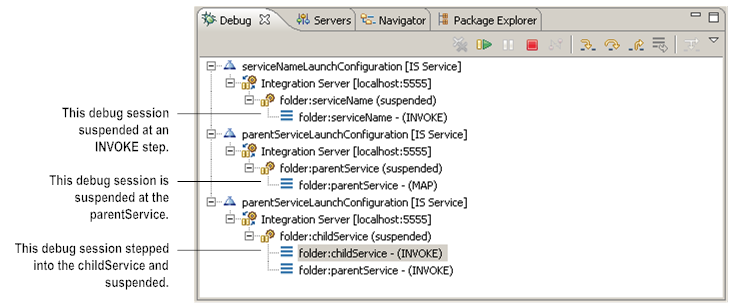 Debug
Servers
Navigator
Package Explorer
serviceNameLaunchConfiguration [IS Service]
Integration Server [localhost:5555]
folder:serviceName (suspended)
folder:serviceName - (INVOKE)
parentServiceLaunchConfiguration [IS Service]
Integration Server [localhost:5555]
folder:parentService (suspended)
folder:parentService - (MAP)
parentServiceLaunchConfiguration [IS Service]
Integration Server [localhost:5555]
folder:childService (suspended)
folder:childService - (INVOKE)
folder:parentService - (INVOKE)
This debug session
suspended at an
INVOKE step.
This debug session is
suspended at the
parentService.
This debug session stepped
into the childService and
suspended.